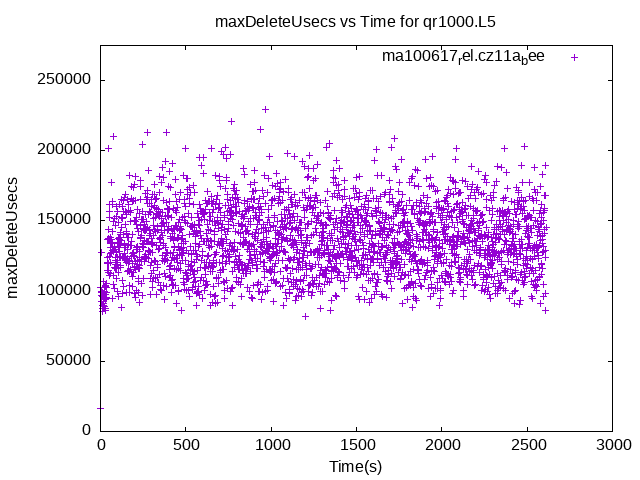 maxDeleteUsecs vs Time for qr1000.L5
ma100617rel.cz11abee
250000
200000
150000
100000
50000
0
maxDeleteUsecs
0 500 1000 1500 2000 2500 3000
Time(s)